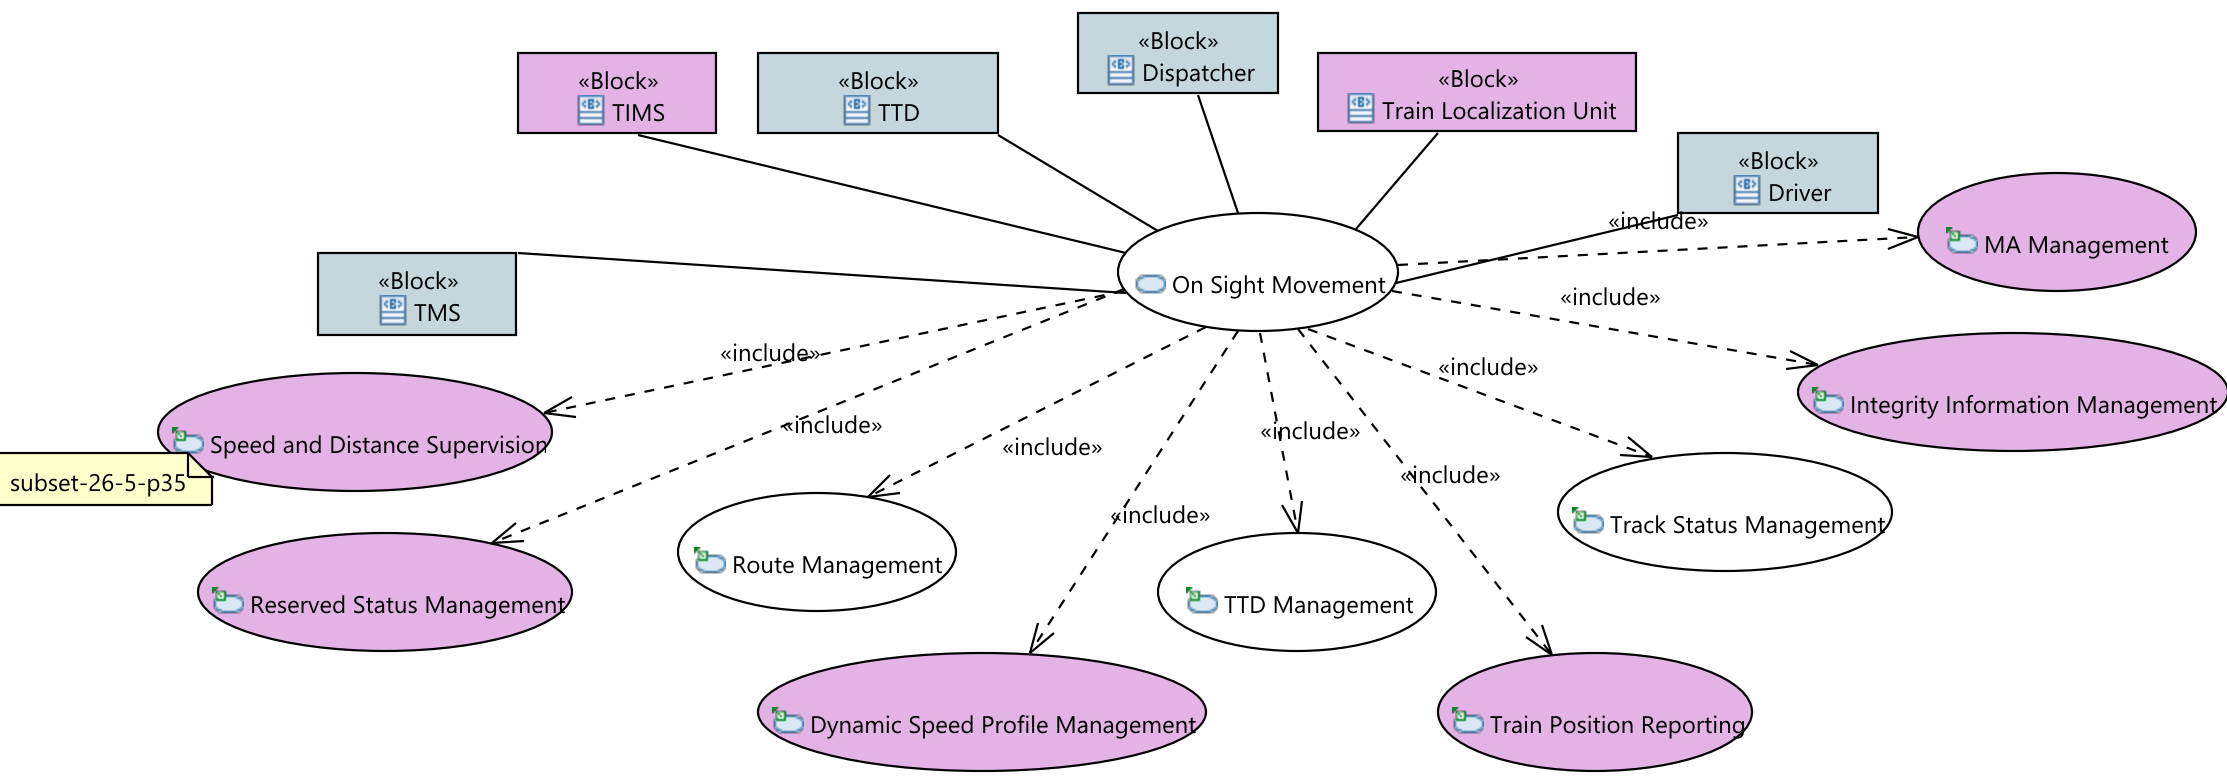 «Block»
Dispatcher
«Block»
TIMS
«Block»
TTD
«Block»
Train Localization Unit
«Block»
Driver
«include»
MA Management
«Block»
TMS
On Sight Movement
«include»
«include»
«include»
Integrity Information Management
Speed and Distance Supervision
«include»
«include»
«include»
«include»
subset-26-5-p35
«include»
«include»
Track Status Management
Route Management
Reserved Status Management
TTD Management
Dynamic Speed Profile Management
Train Position Reporting